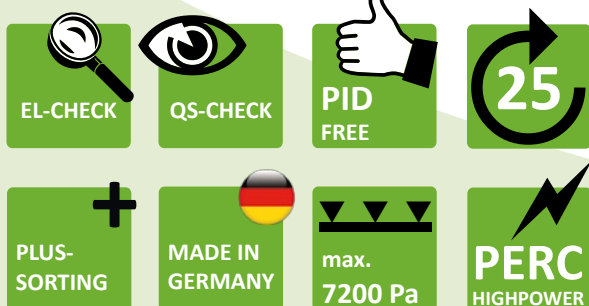 EL-CHECK
QS-CHECK
PID
FREE
25
PLUS-
SORTING
MADE IN
GERMANY
max.
7200 Pa
PERC
HIGHPOWER